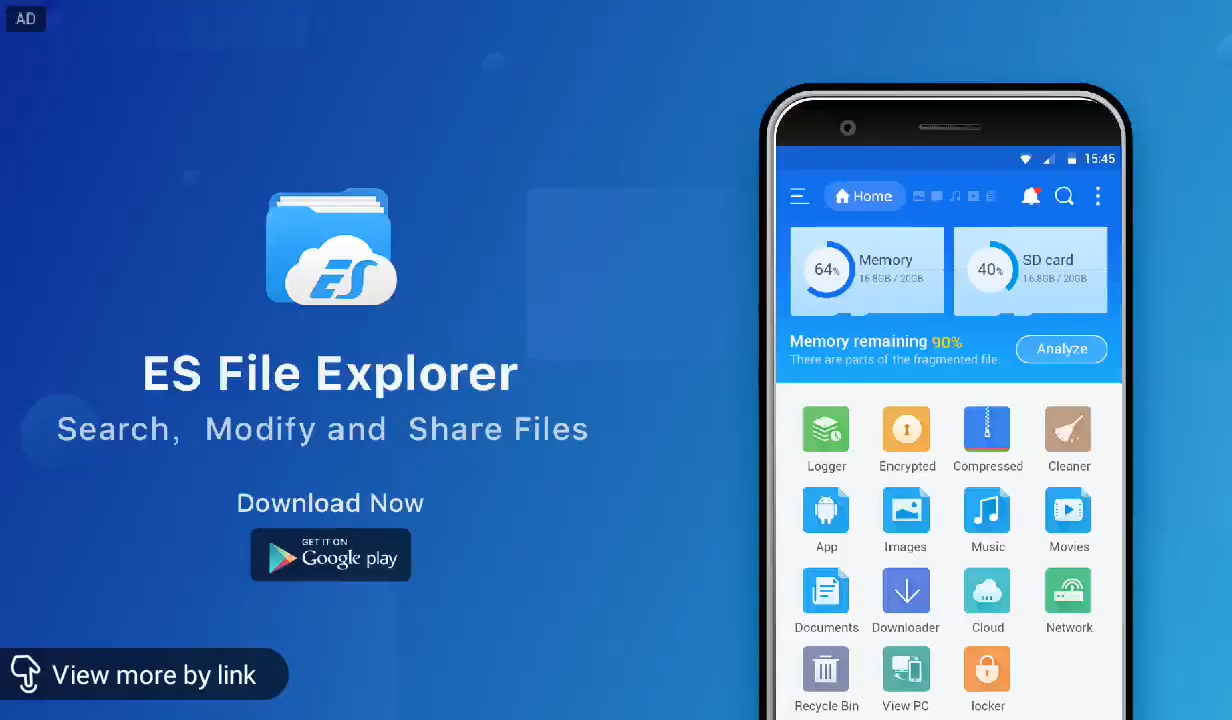 AD
ES
ES File Explorer
Search, Modify and Share Files
Download Now
GET IT ON
Google play
View more by link
15:45
Home
64%
Memory
16.8GB / 20GB
40%
SD card
16.8GB / 20GB
Memory remaining 90%
There are parts of the fragmented file.
Analyze
Logger Encrypted Compressed Cleaner
App Images Music Movies
Documents Downloader Cloud Network
Recycle Bin View PC locker